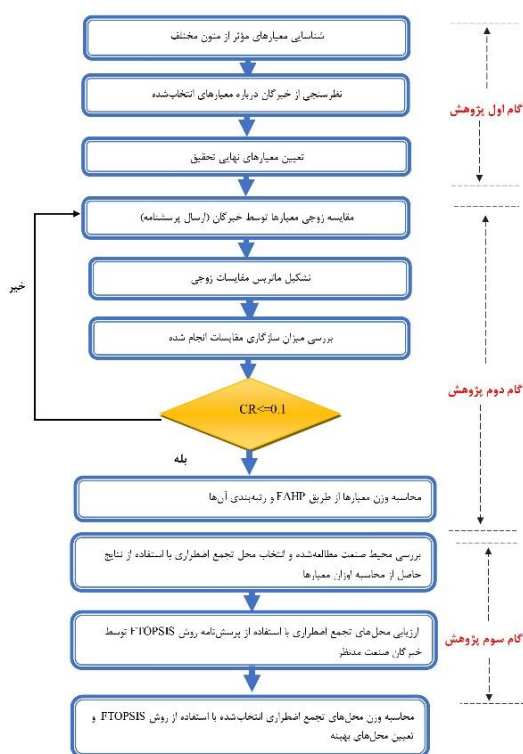 شناسایی معیارهای مؤثر از متون مختلف
نظرسنجی از خبرگان درباره معیارهای انتخاب‌شده
گام اول پژوهش
تعیین معیارهای نهایی تحقیق
مقایسه زوجی معیارها توسط خبرگان (ارسال پرسشنامه)
تشکیل ماتریس مقایسات زوجی
خیر
بررسی میزان سازگاری مقایسات انجام شده
گام دوم پژوهش
CR<=0.1
بله
محاسبه وزن معیارها از طریق FAHP و رتبه‌بندی آن‌ها
بررسی محیط صنعت مطالعه‌شده و انتخاب محل تجمع اضطراری با استفاده از نتایج
حاصل از محاسبه اوزان معیارها
ارزیابی محل‌های تجمع اضطراری با استفاده از پرسش‌نامه روش FTOPSIS توسط
خبرگان صنعت مدنظر
گام سوم پژوهش
محاسبه وزن محل‌های تجمع اضطراری انتخاب‌شده با استفاده از روش FTOPSIS و
تعیین محل‌های بهینه